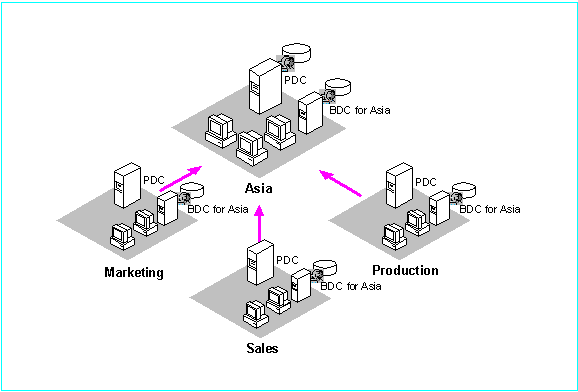 PDC
BDC for Asia
Asia
PDC
BDC for Asia
Marketing
PDC
BDC for Asia
Production
PDC
BDC for Asia
Sales